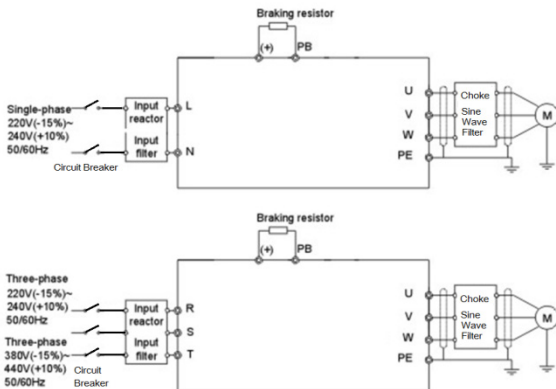 Braking resistor
(+)
PB
Single-phase
220V(-15%)~
240V(+10%)
50/60Hz
Circuit Breaker
Input
reactor
Input
filter
L
N
U
V
W
PE
Choke
Sine
Wave
Filter
M
Braking resistor
(+)
PB
Three-phase
220V(-15%)~
240V(+10%)
50/60Hz
Three-phase
380V(-15%)~
440V(+10%)
50/60Hz
Circuit
Breaker
Input
reactor
Input
filter
R
S
T
U
V
W
PE
Choke
Sine
Wave
Filter
M